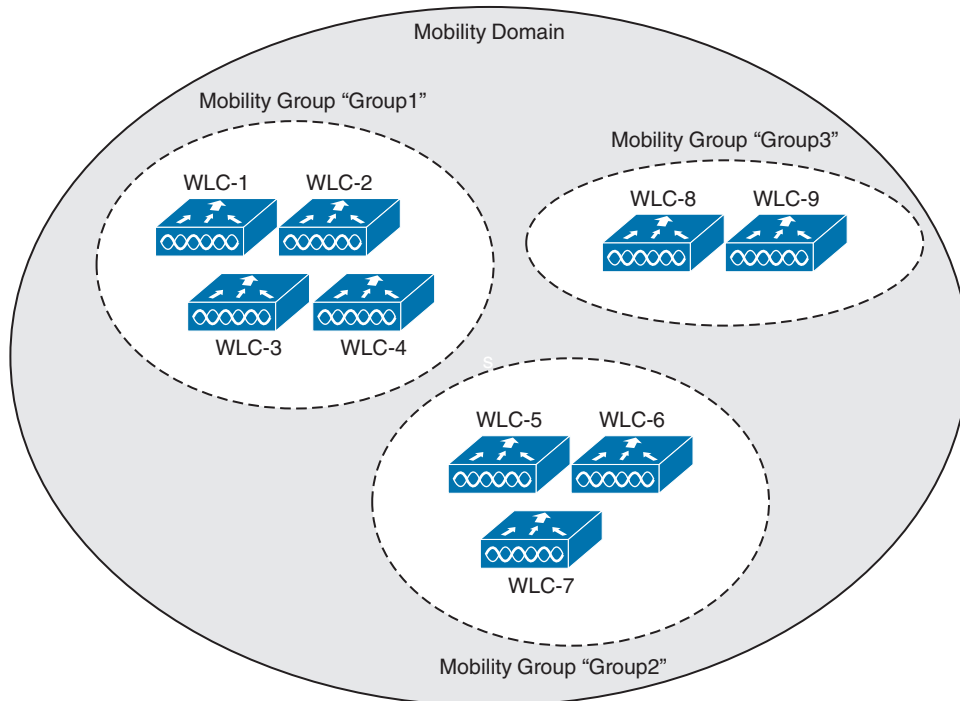 Mobility Domain
Mobility Group “Group1”
Mobility Group “Group3”
WLC-1 WLC-2
WLC-8 WLC-9
WLC-3 WLC-4
s
WLC-5 WLC-6
WLC-7
Mobility Group “Group2”